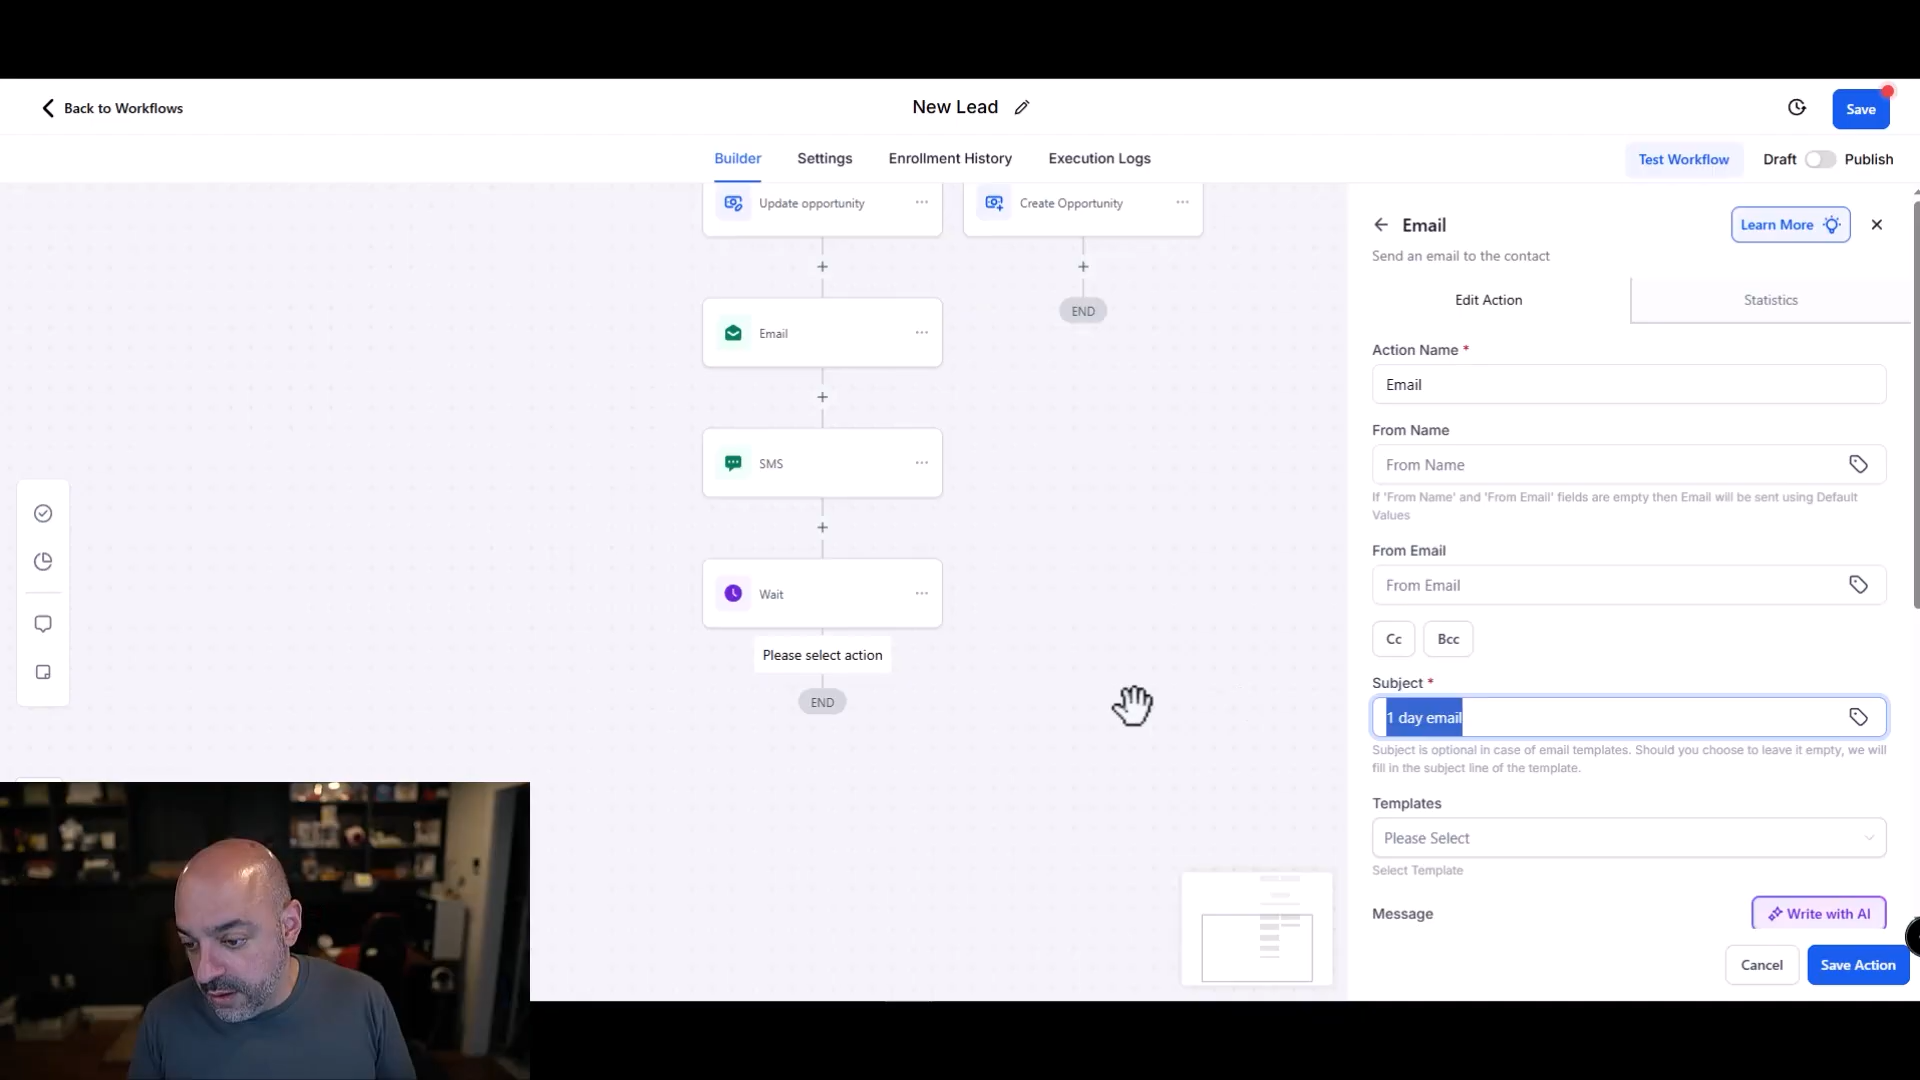 Back to Workflows
New Lead
Save
Builder
Settings
Enrollment History
Execution Logs
Test Workflow
Draft
Publish
Update opportunity
Create Opportunity
Email
END
SMS
Wait
Please select action
END
Email
Learn More
Send an email to the contact
Edit Action
Statistics
Action Name *
Email
From Name
From Name
If 'From Name' and 'From Email' fields are empty then Email will be sent using Default
Values
From Email
From Email
Cc
Bcc
Subject *
1 day email
Subject is optional in case of email templates. Should you choose to leave it empty, we will
fill in the subject line of the template.
Templates
Please Select
Select Template
Message
Write with AI
Cancel
Save Action